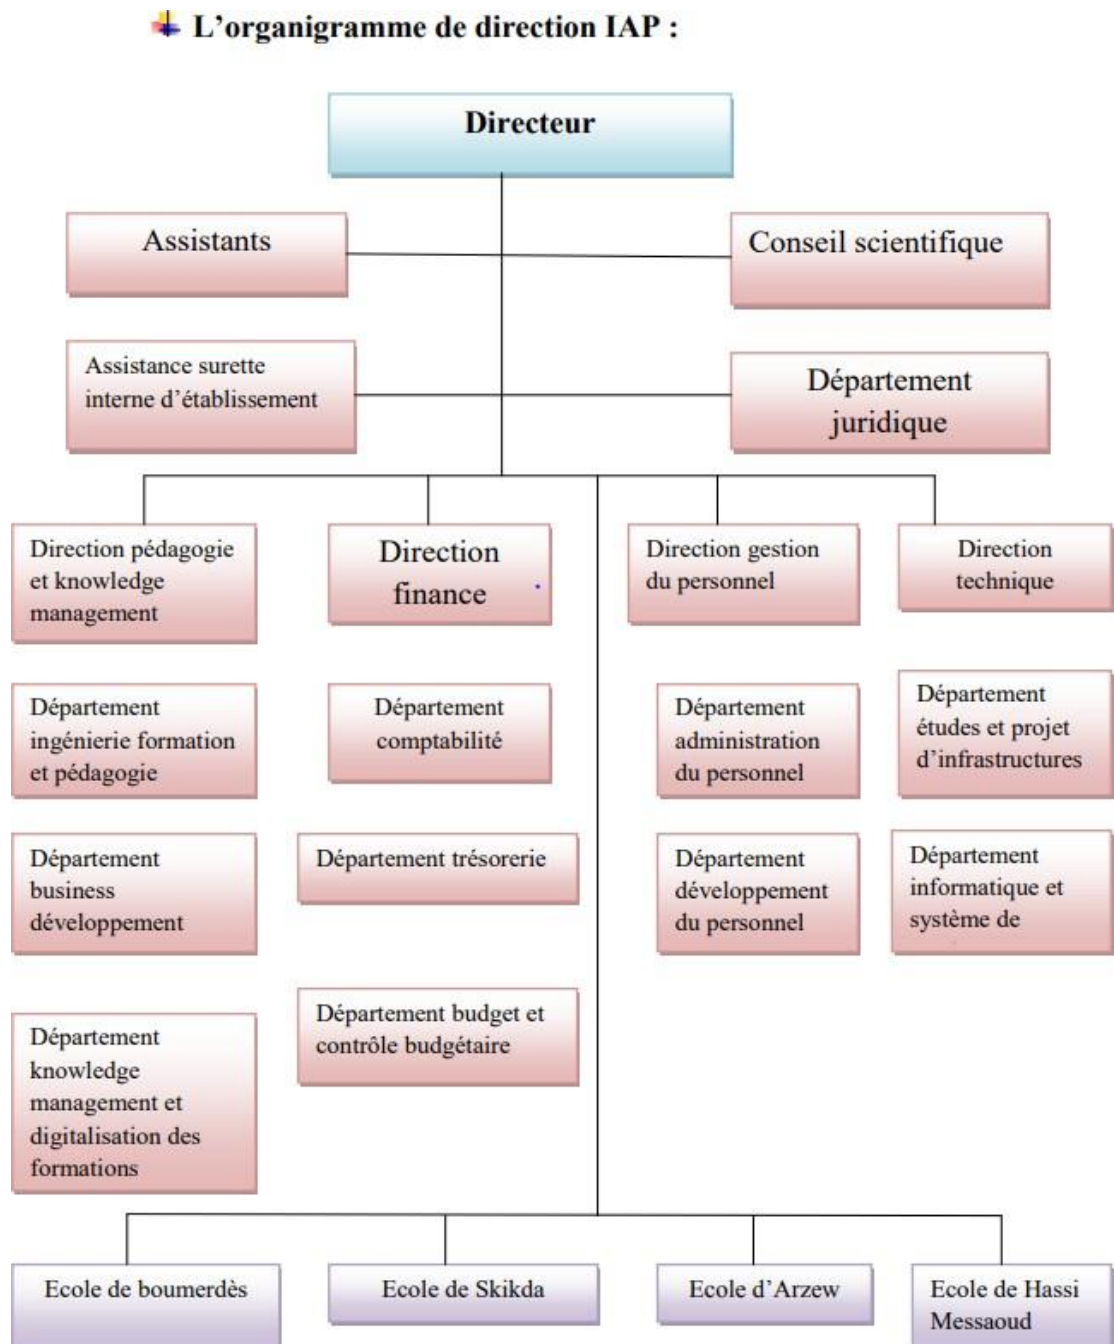 L'organigramme de direction IAP :
Directeur
Assistants
Conseil scientifique
Assistance surette
interne d'établissement
Département
juridique
Direction pédagogie
et knowledge
management
Direction
finance
Direction gestion
du personnel
Direction
technique
Département
ingénierie formation
et pédagogie
Département
comptabilité
Département
administration
du personnel
Département
études et projet
d'infrastructures
Département
business
développement
Département trésorerie
Département
développement
du personnel
Département
informatique et
système de
Département knowledge
management et
digitalisation des
formations
Département budget et
contrôle budgétaire
Ecole de boumerdès
Ecole de Skikda
Ecole d'Arzew
Ecole de Hassi
Messaoud